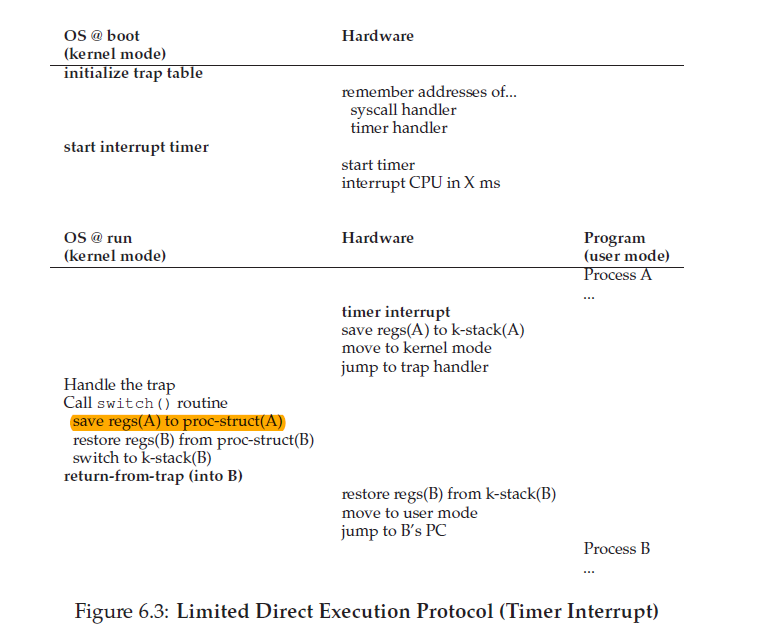 OS @ boot Hardware
(kernel mode)
initialize trap table
remember addresses of...
syscall handler
timer handler
start interrupt timer
start timer
interrupt CPU in X ms
OS @ run Hardware Program
(kernel mode) (user mode)
Process A
...
timer interrupt
save regs(A) to k-stack(A)
move to kernel mode
jump to trap handler
Handle the trap
Call switch() routine
save regs(A) to proc-struct(A)
restore regs(B) from proc-struct(B)
switch to k-stack(B)
return-from-trap (into B)
restore regs(B) from k-stack(B)
move to user mode
jump to B's PC
Process B
...
Figure 6.3: Limited Direct Execution Protocol (Timer Interrupt)